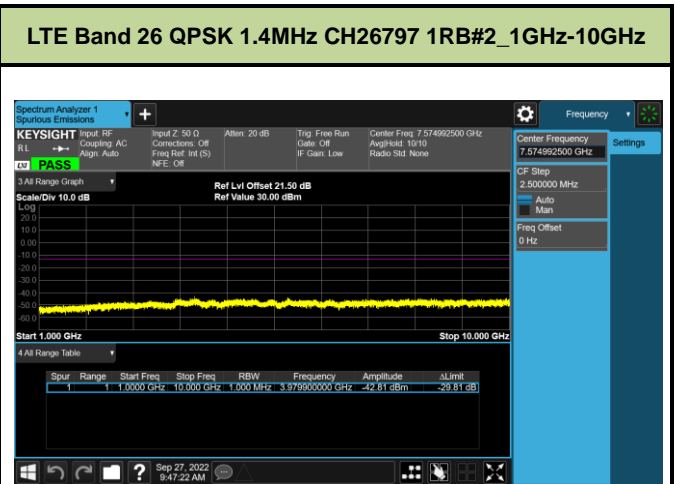 LTE Band 26 QPSK 1.4MHz CH26797 1RB#2_1GHz-10GHz
Spectrum Analyzer 1
Spurious Emissions
+
Frequency
KEYSIGHT
RL
LXI
PASS
Input: RF
Coupling: AC
Align: Auto
Input Z: 50 Ω
Corrections: Off
Freq Ref: Int (S)
NFE: Off
Atten: 20 dB
Trig: Free Run
Gate: Off
IF Gain: Low
Center Freq: 7.574992500 GHz
Avg|Hold: 10/10
Radio Std: None
Center Frequency
7.574992500 GHz
Settings
CF Step
2.500000 MHz
Auto
Man
Freq Offset
0 Hz
3 All Range Graph
Scale/Div 10.0 dB
Ref Lvl Offset 21.50 dB
Ref Value 30.00 dBm
Log
20.0
10.0
0.00
-10.0
-20.0
-30.0
-40.0
-50.0
-60.0
Start 1.000 GHz
Stop 10.000 GHz
4 All Range Table
Spur Range Start Freq Stop Freq RBW Frequency Amplitude ΔLimit
1 1 1.0000 GHz 10.000 GHz 1.000 MHz 3.979900000 GHz -42.81 dBm -29.81 dB
?
Sep 27, 2022
9:47:22 AM